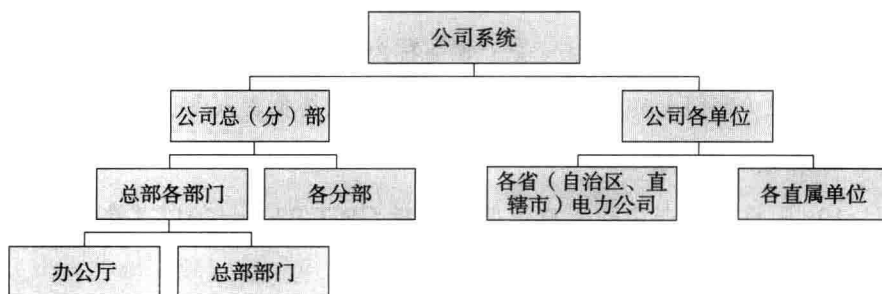 公司系统
公司总（分）部
公司各单位
总部各部门
各分部
各省（自治区、直
辖市）电力公司
各直属单位
办公厅
总部部门